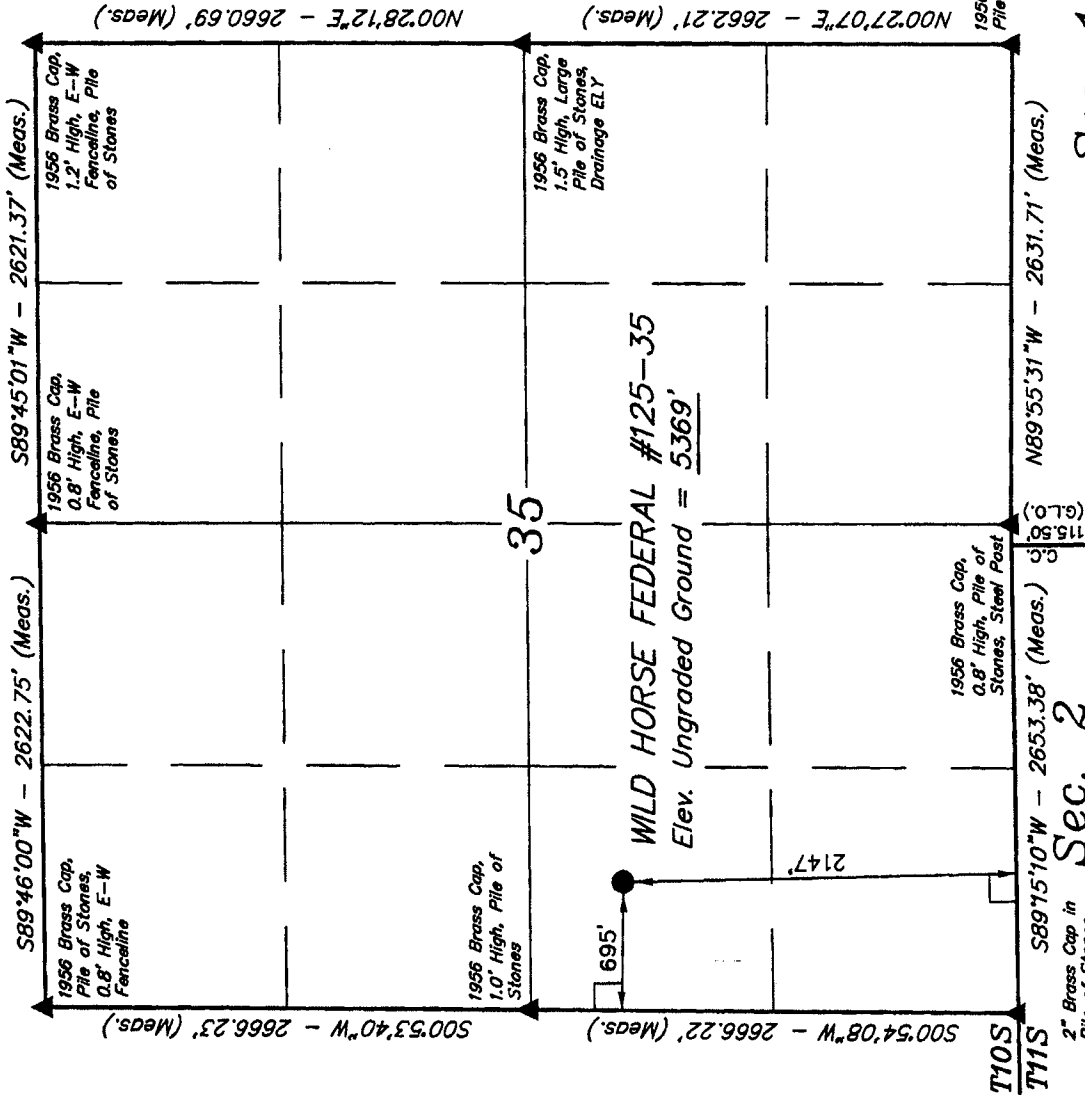 S89°46'00"W - 2622.75' (Meas.)
S89°45'01"W - 2621.37' (Meas.)
1956 Brass Cap,
Pile of Stones,
0.8' High, E-W
Fenceline
1956 Brass Cap,
0.8' High, E-W
Fenceline, Pile
of Stones
1956 Brass Cap,
1.2' High, E-W
Fenceline, Pile
of Stones
S00°53'40"W - 2666.23' (Meas.)
N00°28'12"E - 2660.69' (Meas.)
1956 Brass Cap,
1.0' High, Pile of
Stones
35
1956 Brass Cap,
1.5' High, Large
Pile of Stones,
Drainage ELY
WILD HORSE FEDERAL #125-35
Elev. Ungraded Ground = 5369'
695'
2147'
S00°54'08"W - 2666.22' (Meas.)
N00°27'07"E - 2662.21' (Meas.)
1956 Brass Cap,
0.8' High, Pile of
Stones, Steel Post
1956
Pile
T10S
T11S
S89°15'10"W - 2653.38' (Meas.)
C.C.
115.50'
(G.L.O.)
N89°55'31"W - 2631.71' (Meas.)
2" Brass Cap in
Sec. 2